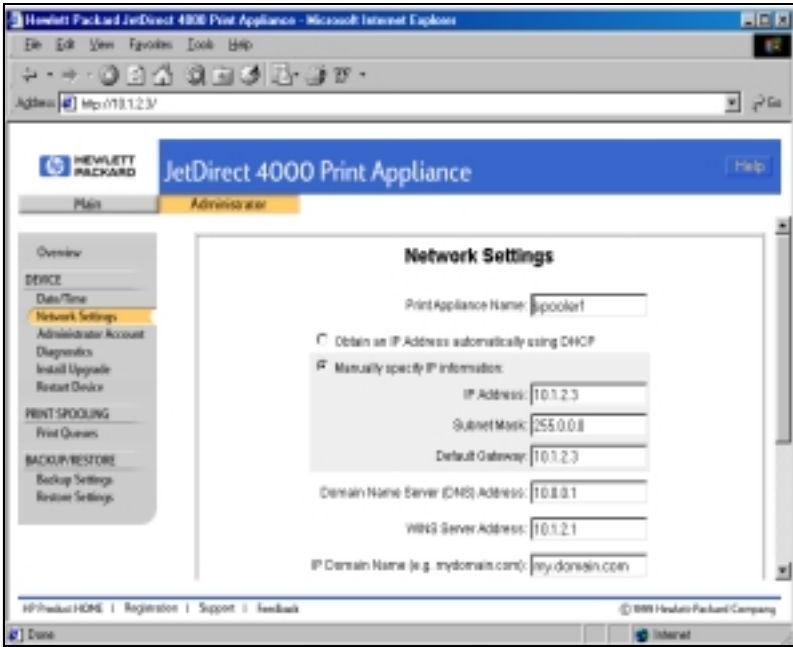 Hewlett Packard JetDirect 4000 Print Appliance - Microsoft Internet Explorer
File Edit View Favorites Tools Help
Address http://10.1.2.3/ Go
HEWLETT PACKARD
JetDirect 4000 Print Appliance
Help
Main Administrator
Overview
DEVICE
Date/Time
Network Settings
Administrator Account
Diagnostics
Install Upgrade
Restart Device
PRINT SPOOLING
Print Queues
BACKUP/RESTORE
Backup Settings
Restore Settings
Network Settings
Print Appliance Name: spooler1
Obtain an IP Address automatically using DHCP
Manually specify IP information:
IP Address: 10.1.2.3
Subnet Mask: 255.0.0.0
Default Gateway: 10.1.2.3
Domain Name Server (DNS) Address: 10.0.0.1
WINS Server Address: 10.1.2.1
IP Domain Name (e.g. mydomain.com): my.domain.com
HP Product HOME | Registration | Support | Feedback
© 1999 Hewlett-Packard Company
Done
Internet